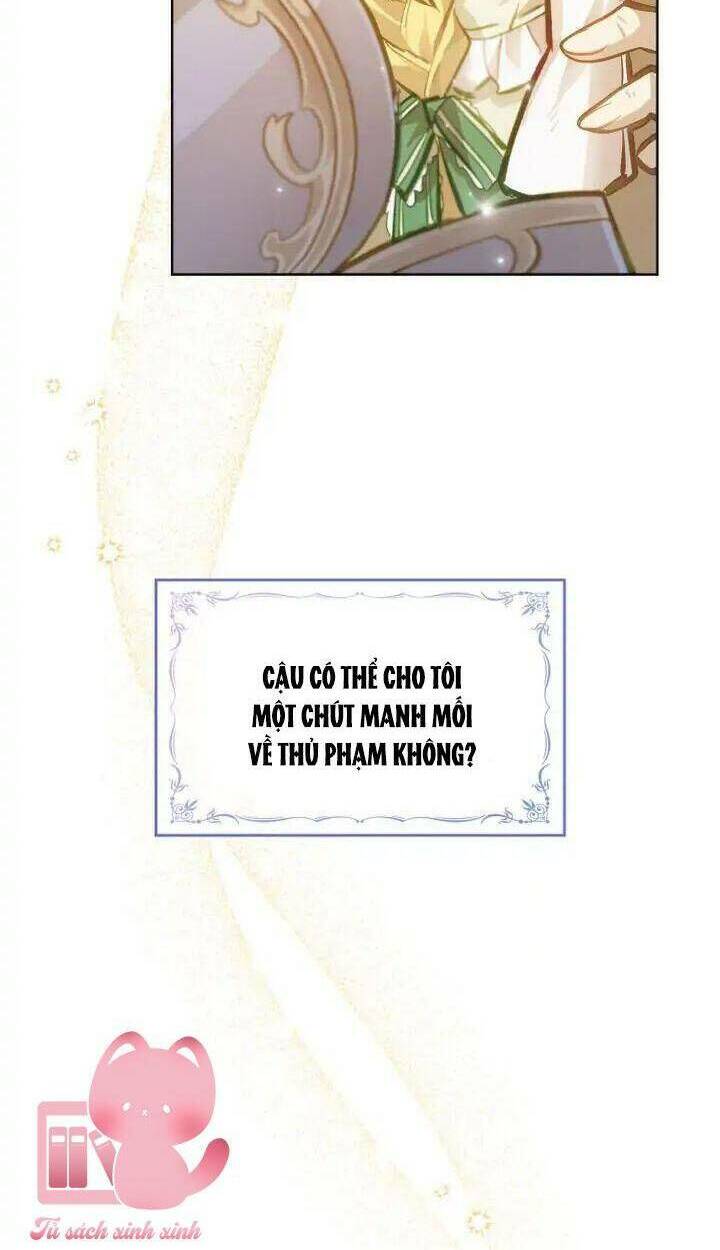 CẬU CÓ THỂ CHO TÔI
MỘT CHÚT MANH MỐI
VỀ THỦ PHẠM KHÔNG?
Tủ sách xinh xinh